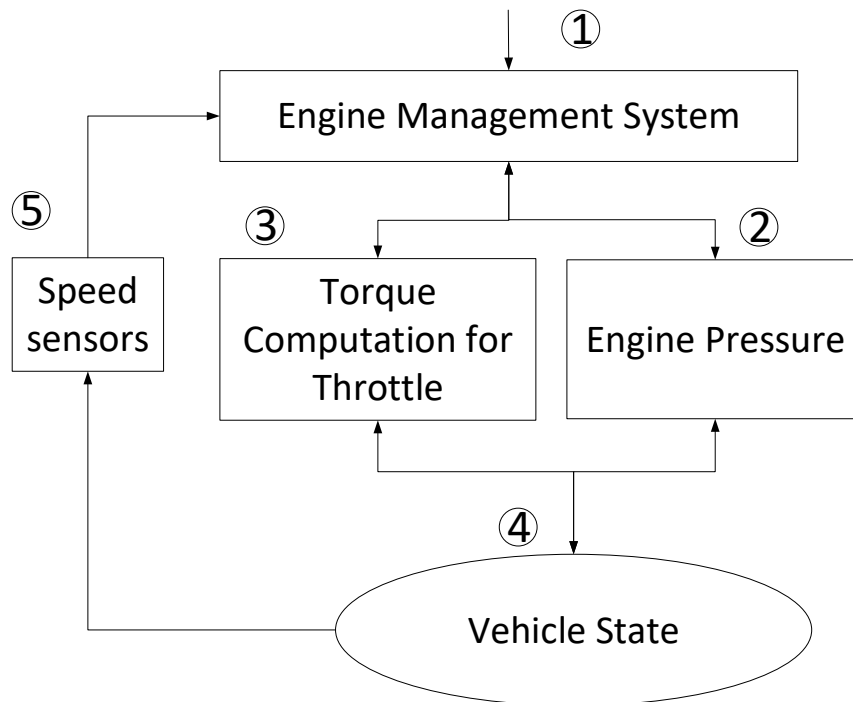 ①
Engine Management System
⑤
③
②
Speed
sensors
Torque
Computation for
Throttle
Engine Pressure
④
Vehicle State